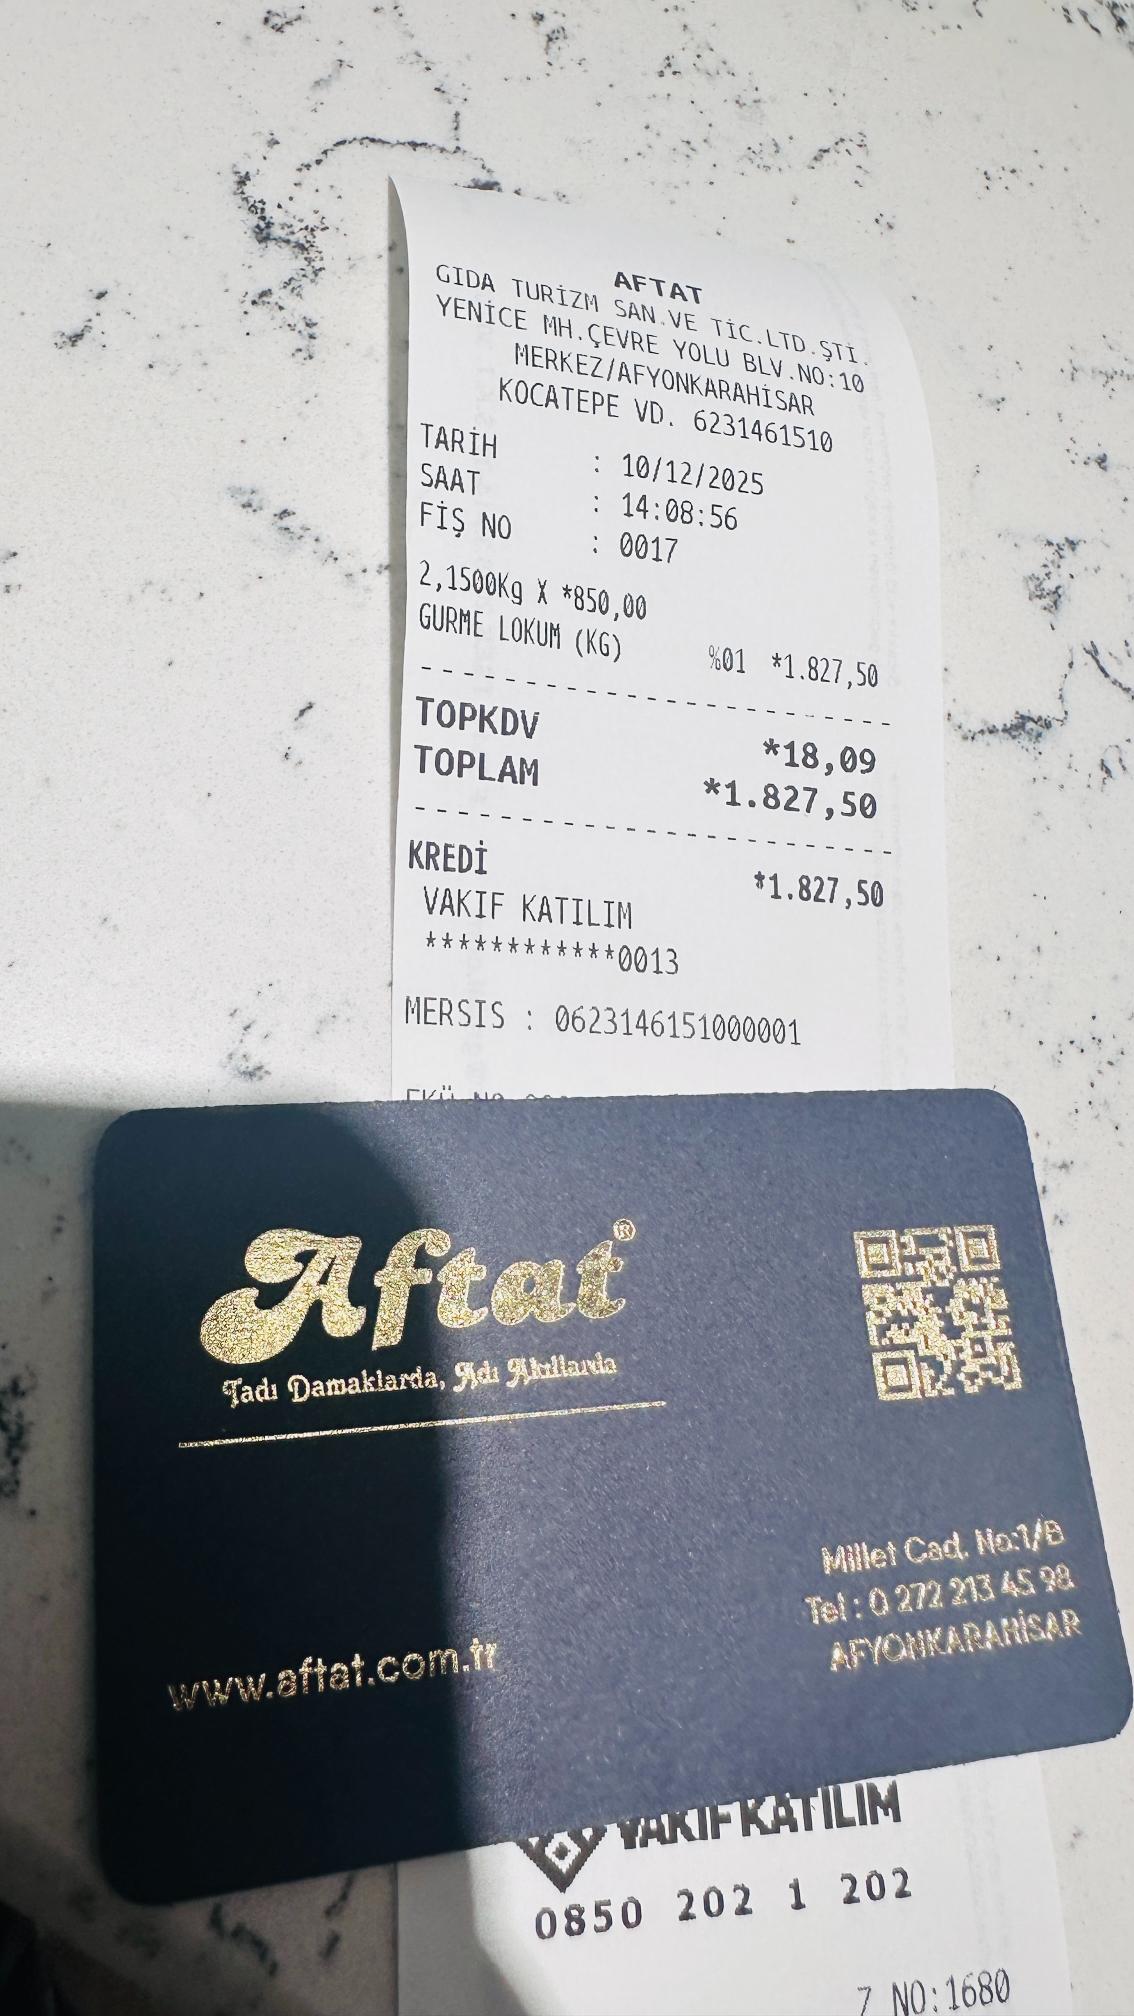 AFTAT
GIDA TURİZM SAN.VE TİC.LTD.ŞTİ.
YENİCE MH.ÇEVRE YOLU BLV.NO:10
MERKEZ/AFYONKARAHİSAR
KOCATEPE VD. 6231461510
TARİH : 10/12/2025
SAAT : 14:08:56
FİŞ NO : 0017
2,1500Kg X *850,00
GURME LOKUM (KG) %01 *1.827,50
TOPKDV *18,09
TOPLAM *1.827,50
KREDİ *1.827,50
VAKIF KATILIM
************0013
MERSIS : 0623146151000001
EKÜ NO
Aftat®
Tadı Damaklarda, Adı Akıllarda
Millet Cad. No:1/B
Tel : 0 272 213 45 98
AFYONKARAHİSAR
www.aftat.com.tr
VAKIF KATILIM
0850 202 1 202
Z NO:1680